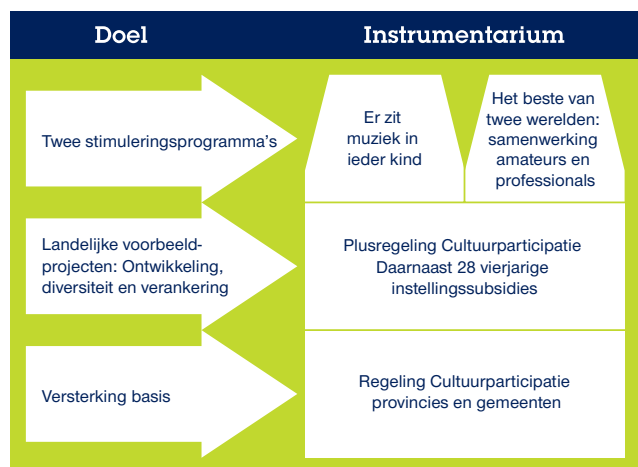 Doel
Instrumentarium
Twee stimuleringsprogramma's
Er zit
muziek in
ieder kind
Het beste van
twee werelden:
samenwerking
amateurs en
professionals
Landelijke voorbeeld-
projecten: Ontwikkeling,
diversiteit en verankering
Plusregeling Cultuurparticipatie
Daarnaast 28 vierjarige
instellingssubsidies
Versterking basis
Regeling Cultuurparticipatie
provincies en gemeenten